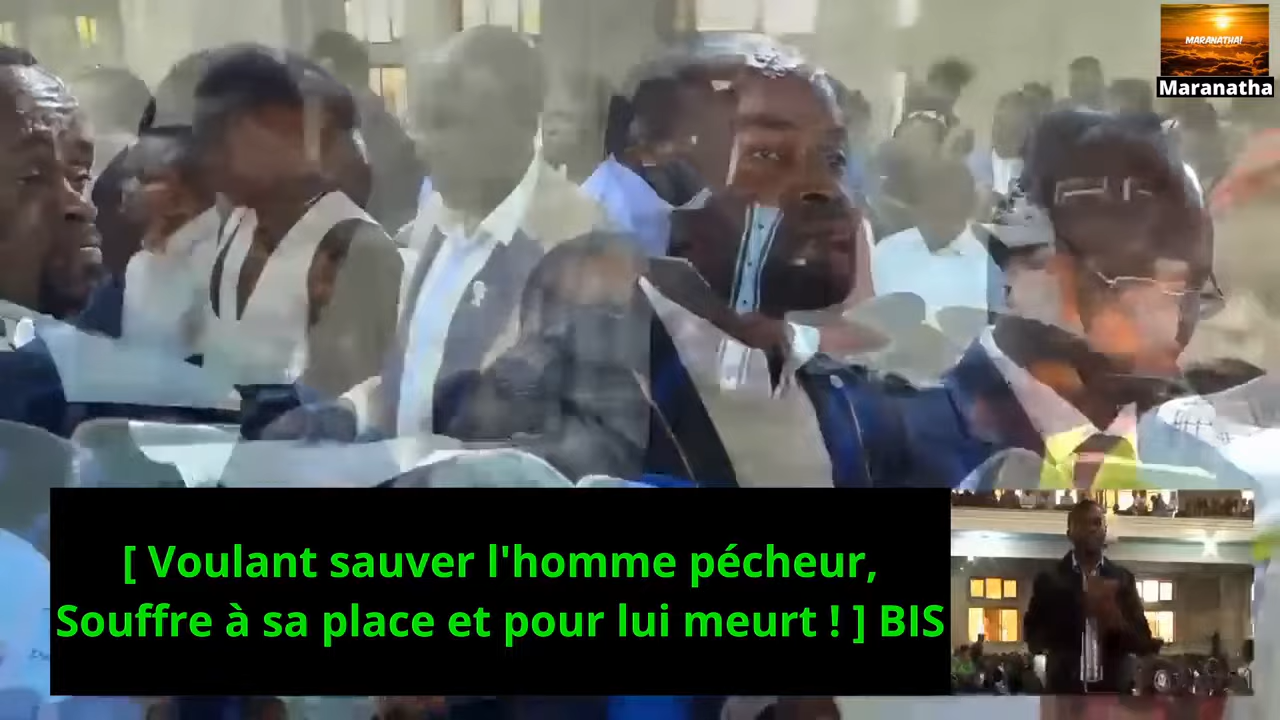 MARANATHA!
Maranatha
[ Voulant sauver l'homme pécheur,
Souffre à sa place et pour lui meurt ! ] BIS